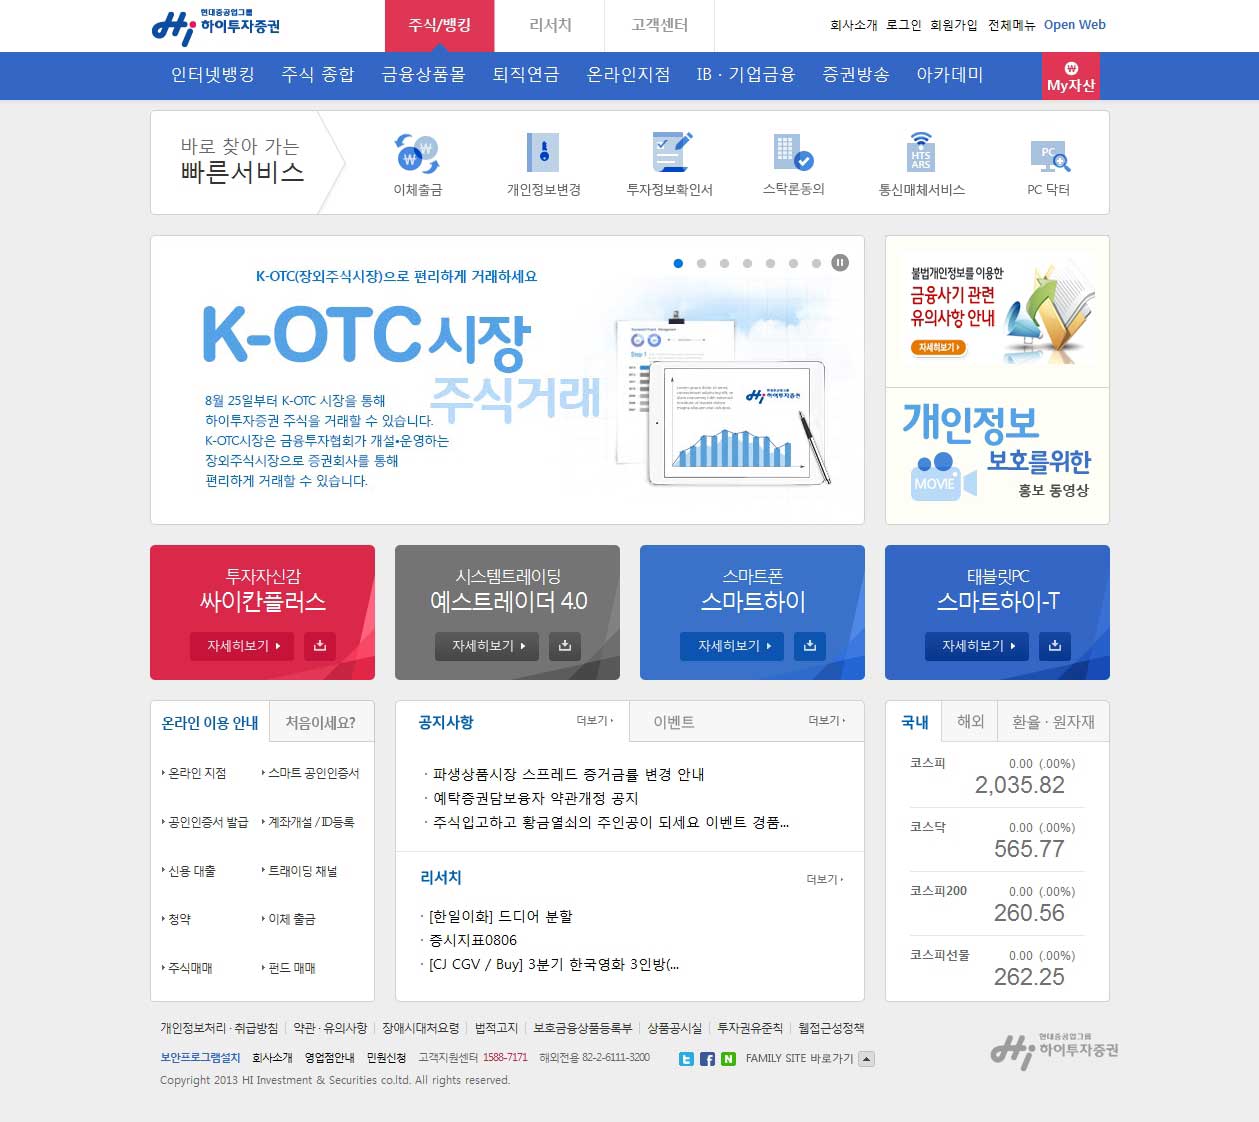 현대중공업그룹
하이투자증권
주식/뱅킹
리서치
고객센터
회사소개 로그인 회원가입 전체메뉴 Open Web
인터넷뱅킹 주식 종합 금융상품몰 퇴직연금 온라인지점 IB · 기업금융 증권방송 아카데미
My자산
바로 찾아 가는
빠른서비스
이체출금
개인정보변경
투자정보확인서
스탁론동의
HTS
ARS
통신매체서비스
PC
PC 닥터
K-OTC(장외주식시장)으로 편리하게 거래하세요
K-OTC 시장
주식거래
8월 25일부터 K-OTC 시장을 통해
하이투자증권 주식을 거래할 수 있습니다.
K-OTC시장은 금융투자협회가 개설•운영하는
장외주식시장으로 증권회사를 통해
편리하게 거래할 수 있습니다.
하이투자증권
불법개인정보를 이용한
금융사기 관련
유의사항 안내
자세히보기
개인정보
보호를위한
MOVIE
홍보 동영상
투자자신감
싸이칸플러스
자세히보기
시스템트레이딩
예스트레이더 4.0
자세히보기
스마트폰
스마트하이
자세히보기
태블릿PC
스마트하이-T
자세히보기
온라인 이용 안내 처음이세요?
온라인 지점 스마트 공인인증서
공인인증서 발급 계좌개설 / ID등록
신용 대출 트래이딩 채널
청약 이체 출금
주식매매 펀드 매매
공지사항 더보기
이벤트 더보기
· 파생상품시장 스프레드 증거금률 변경 안내
· 예탁증권담보융자 약관개정 공지
· 주식입고하고 황금열쇠의 주인공이 되세요 이벤트 경품...
리서치 더보기
· [한일이화] 드디어 분할
· 증시지표0806
· [CJ CGV / Buy] 3분기 한국영화 3인방(...
국내 해외 환율 · 원자재
코스피 0.00 (.00%)
2,035.82
코스닥 0.00 (.00%)
565.77
코스피200 0.00 (.00%)
260.56
코스피선물 0.00 (.00%)
262.25
개인정보처리 · 취급방침 약관 · 유의사항 장애시대처요령 법적고지 보호금융상품등록부 상품공시실 투자권유준칙 웹접근성정책
보안프로그램설치 회사소개 영업점안내 민원신청 고객지원센터 1588-7171 해외전용 82-2-6111-3200 FAMILY SITE 바로가기
Copyright 2013 HI Investment & Securities co.ltd. All rights reserved.
현대중공업그룹
하이투자증권